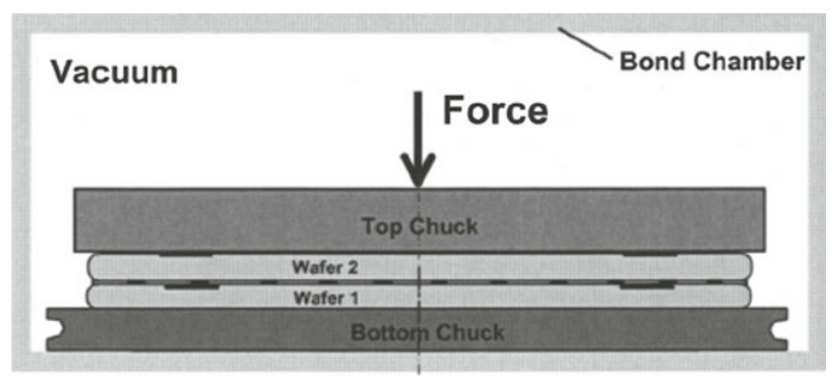 Bond Chamber
Vacuum
Force
Top Chuck
Wafer 2
Wafer 1
Bottom Chuck